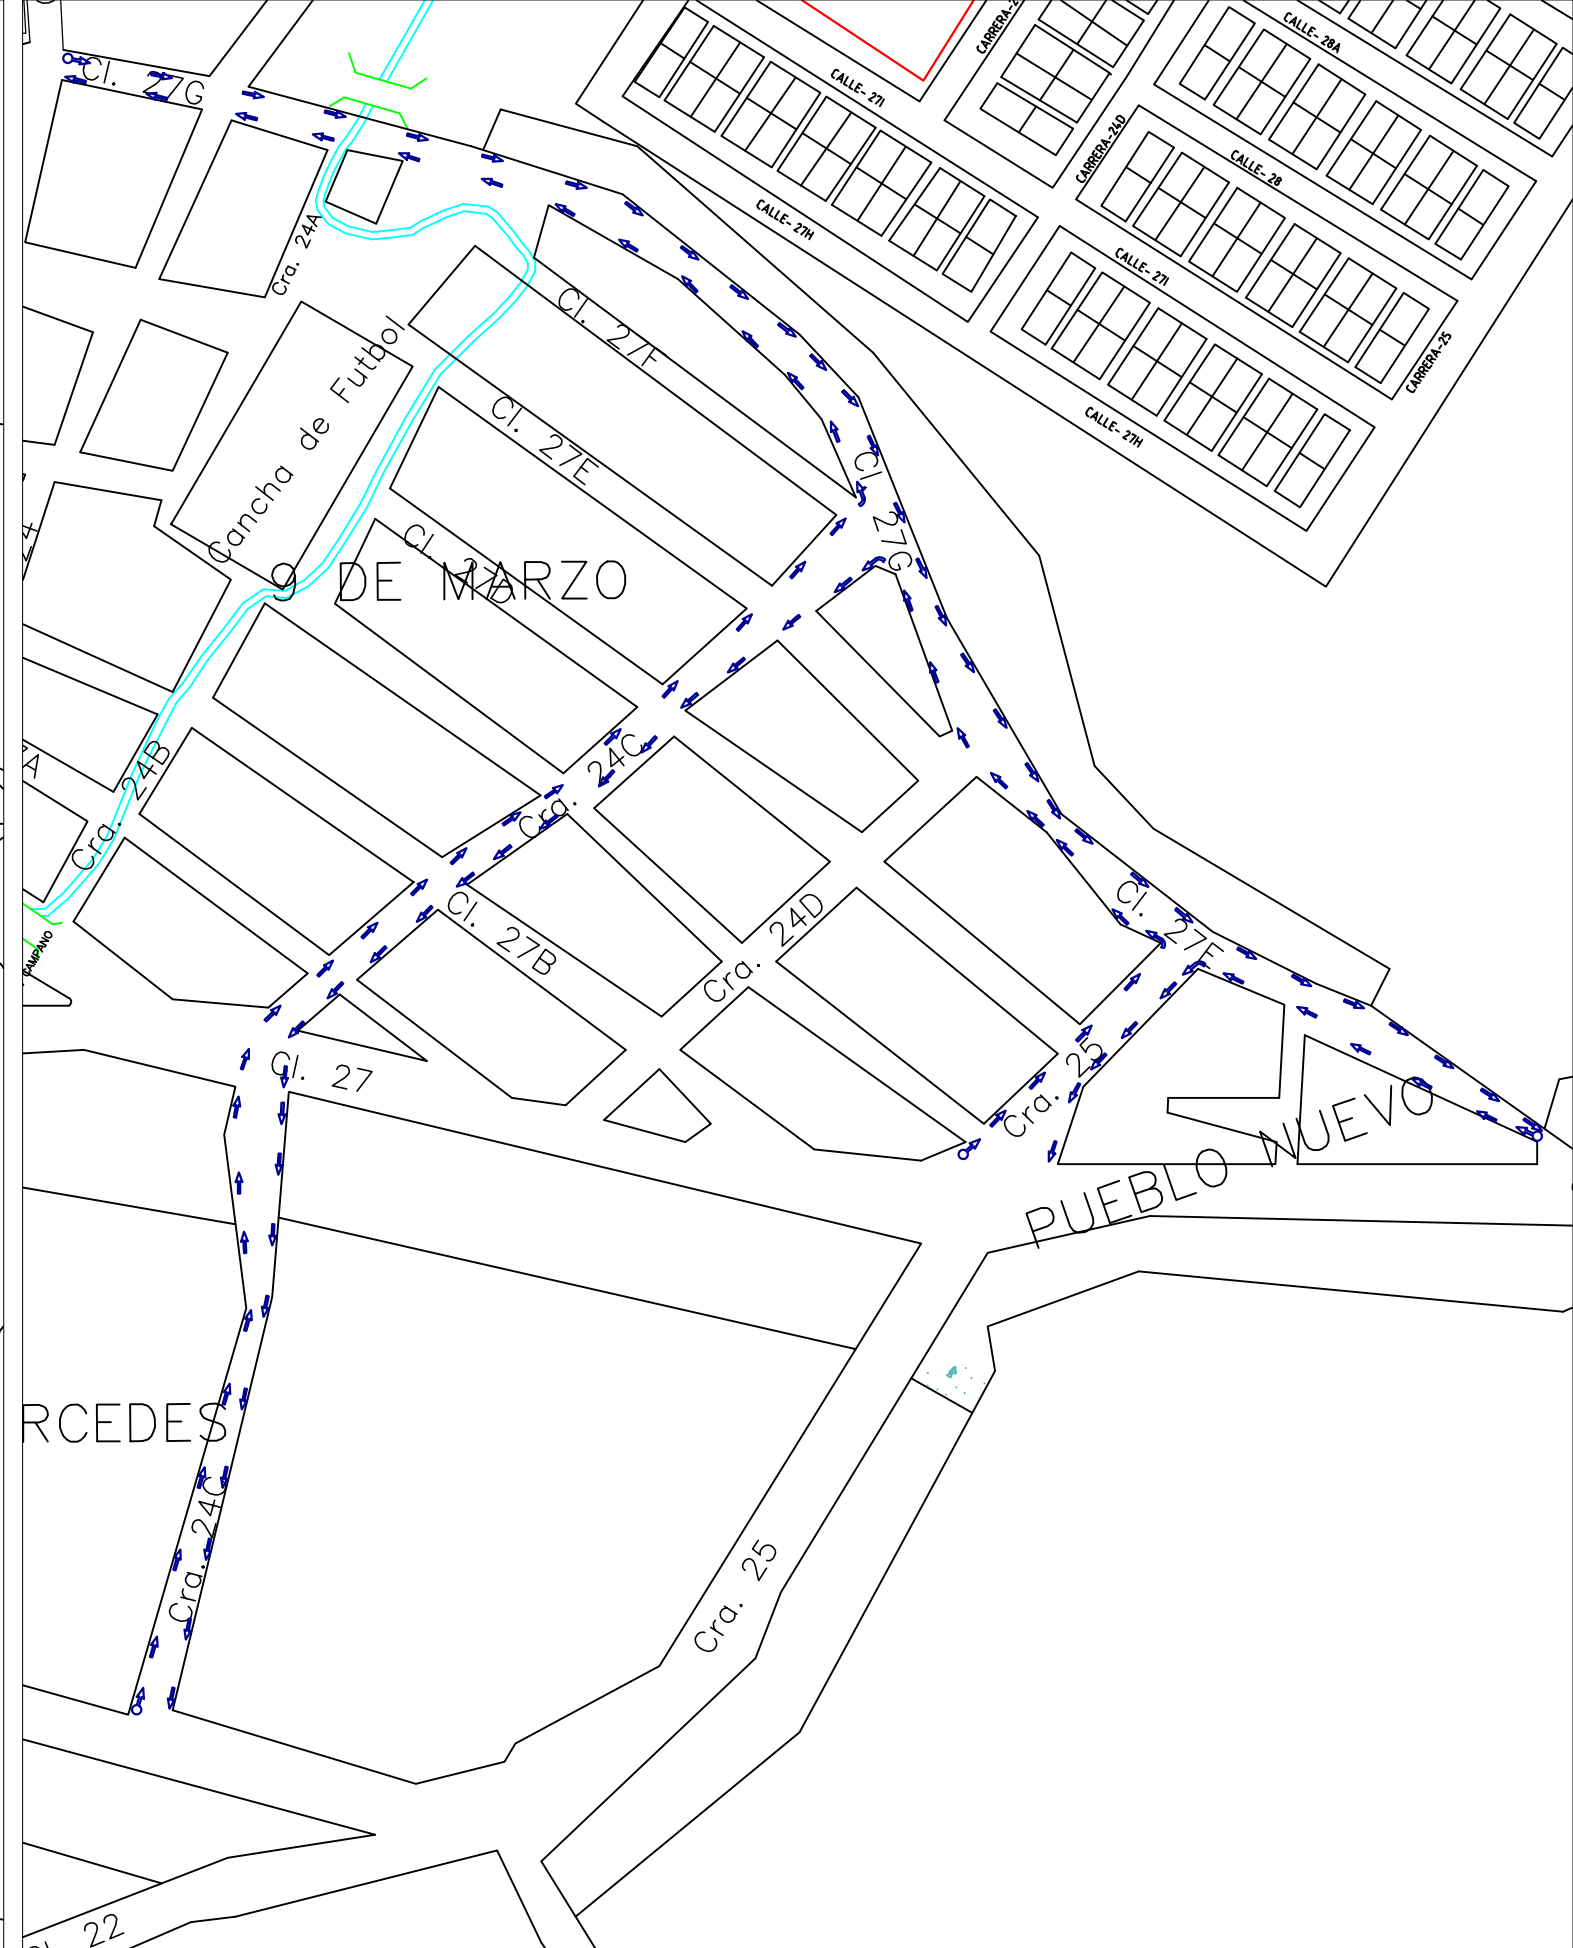 CALLE- 28A
CALLE- 27I
Cl. 27G
CARRERA-24D
CALLE- 28
CALLE- 27H
Cra. 24A
CALLE- 27I
Cl. 27F
CARRERA-25
Cancha de Futbol
Cl. 27E
CALLE- 27H
Cl. 27G
Cl. 27D
9 DE MARZO
Cra. 24B
Cra. 24C
Cl. 27B
Cra. 24D
Cl. 27F
CAMPANO
Cl. 27
Cra. 25
PUEBLO NUEVO
RCEDES
Cra. 24C
Cra. 25
22